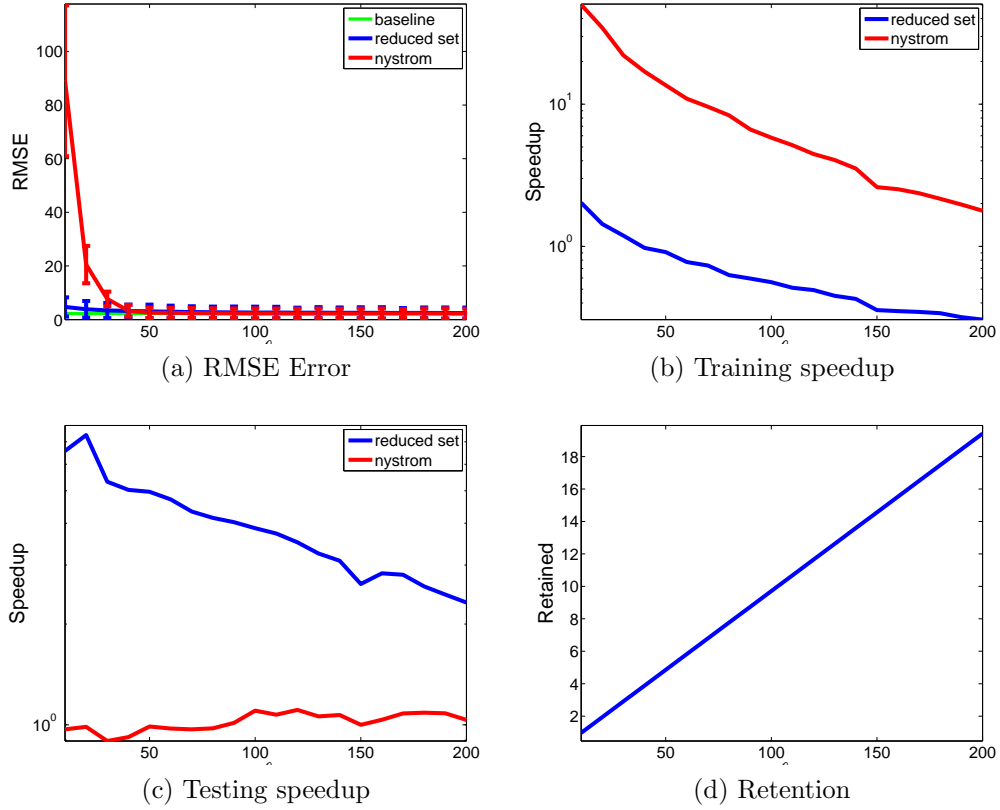 baseline
reduced set
nystrom
100
80
60
40
20
0
RMSE
50
100
150
200
(a) RMSE Error
reduced set
nystrom
10^1
10^0
Speedup
50
100
150
200
(b) Training speedup
reduced set
nystrom
10^0
Speedup
50
100
150
200
(c) Testing speedup
18
16
14
12
10
8
6
4
2
Retained
50
100
150
200
(d) Retention